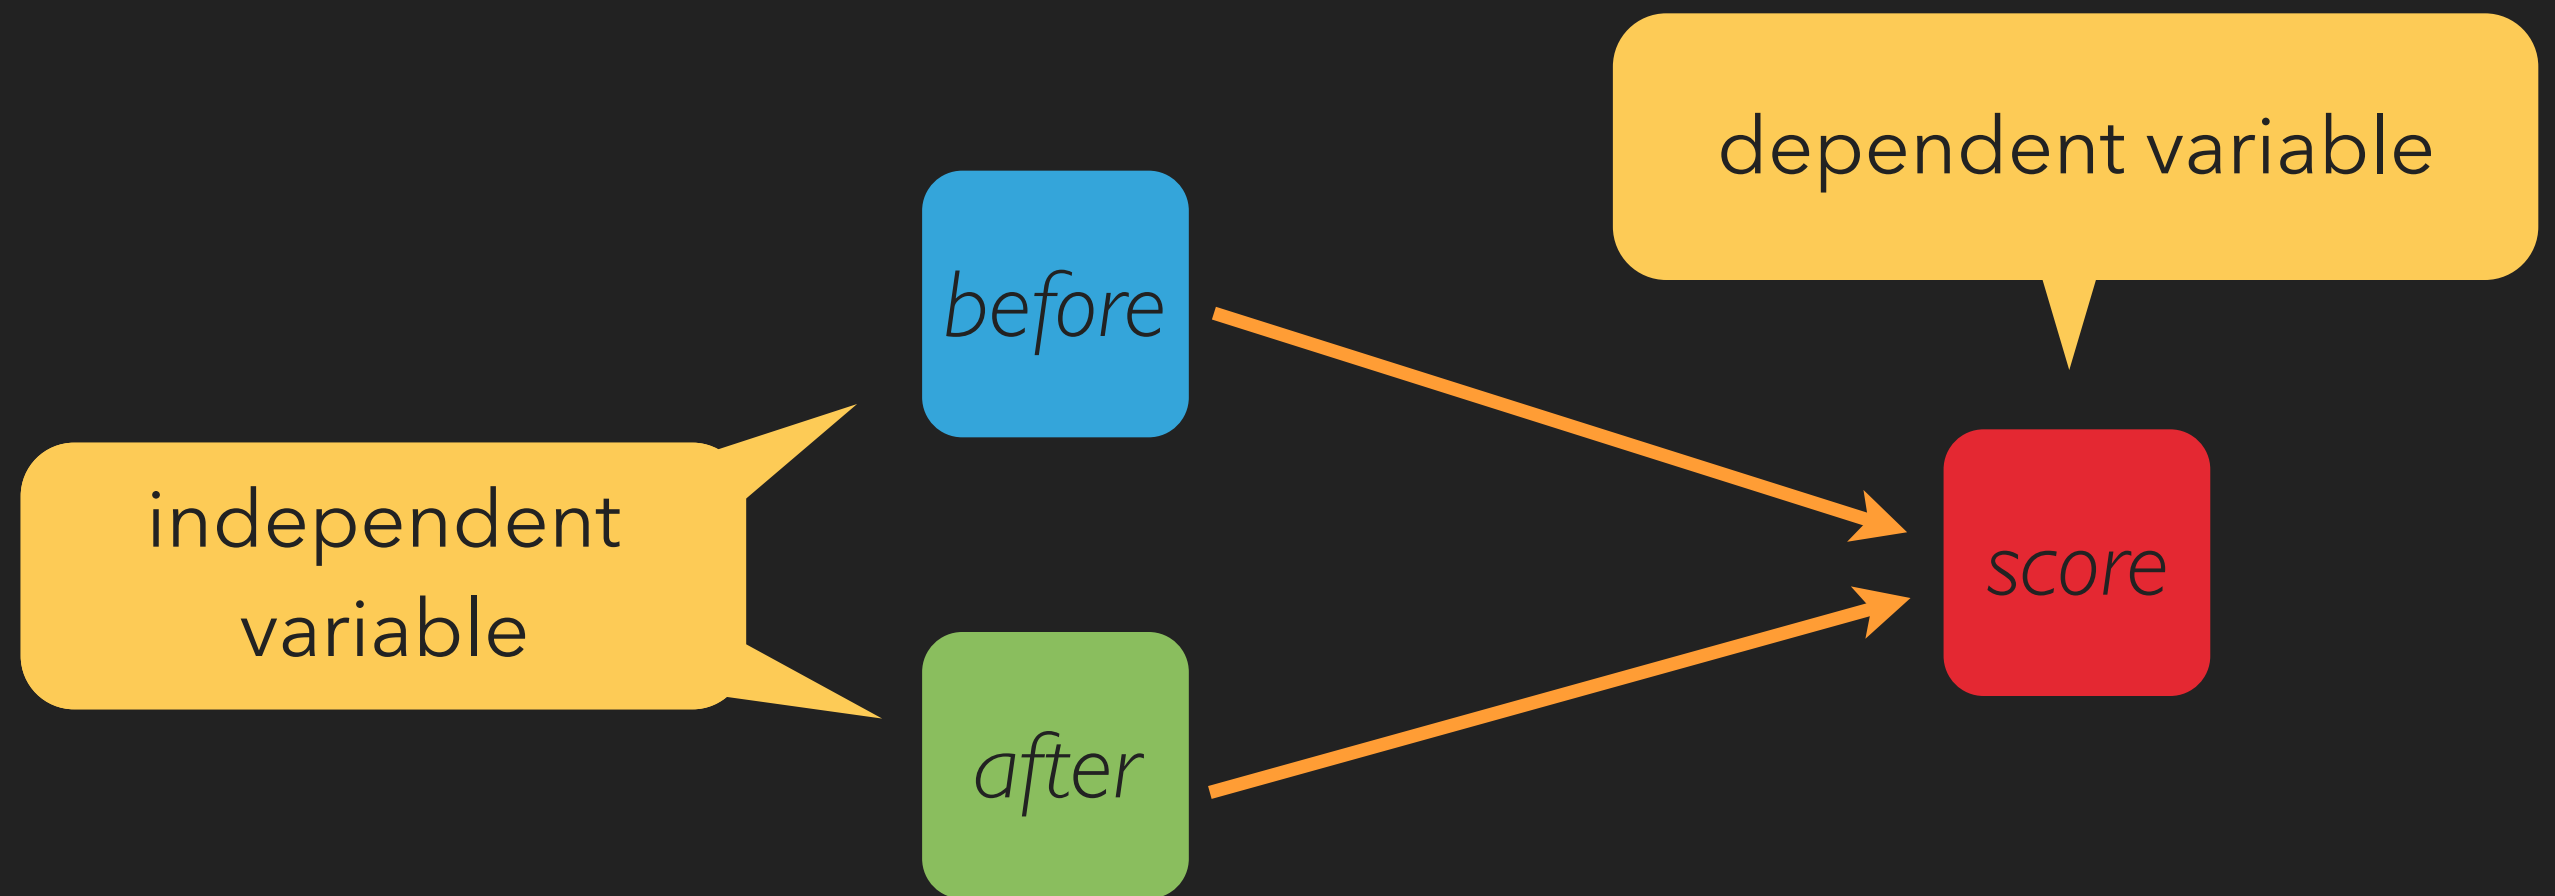 dependent variable
before
independent
variable
score
after